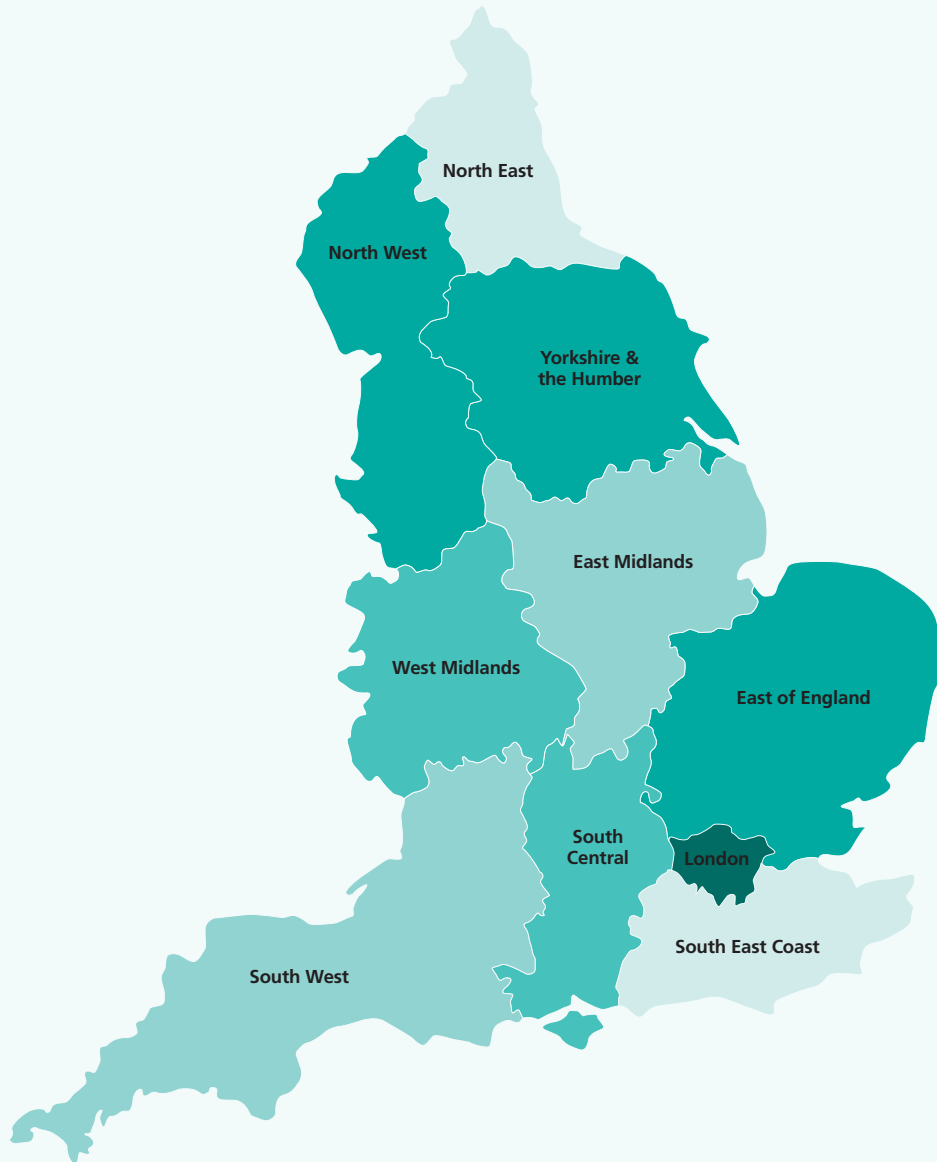 North East
North West
Yorkshire &
the Humber
East Midlands
West Midlands
East of England
South
Central
London
South East Coast
South West